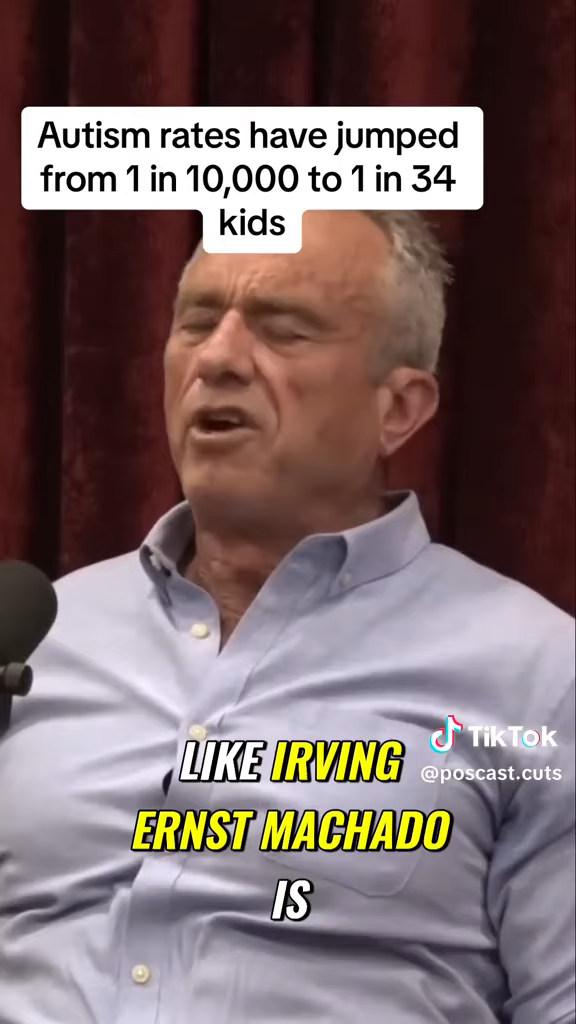 Autism rates have jumped
from 1 in 10,000 to 1 in 34
kids
TikTok
@poscast.cuts
LIKE IRVING
ERNST MACHADO
IS